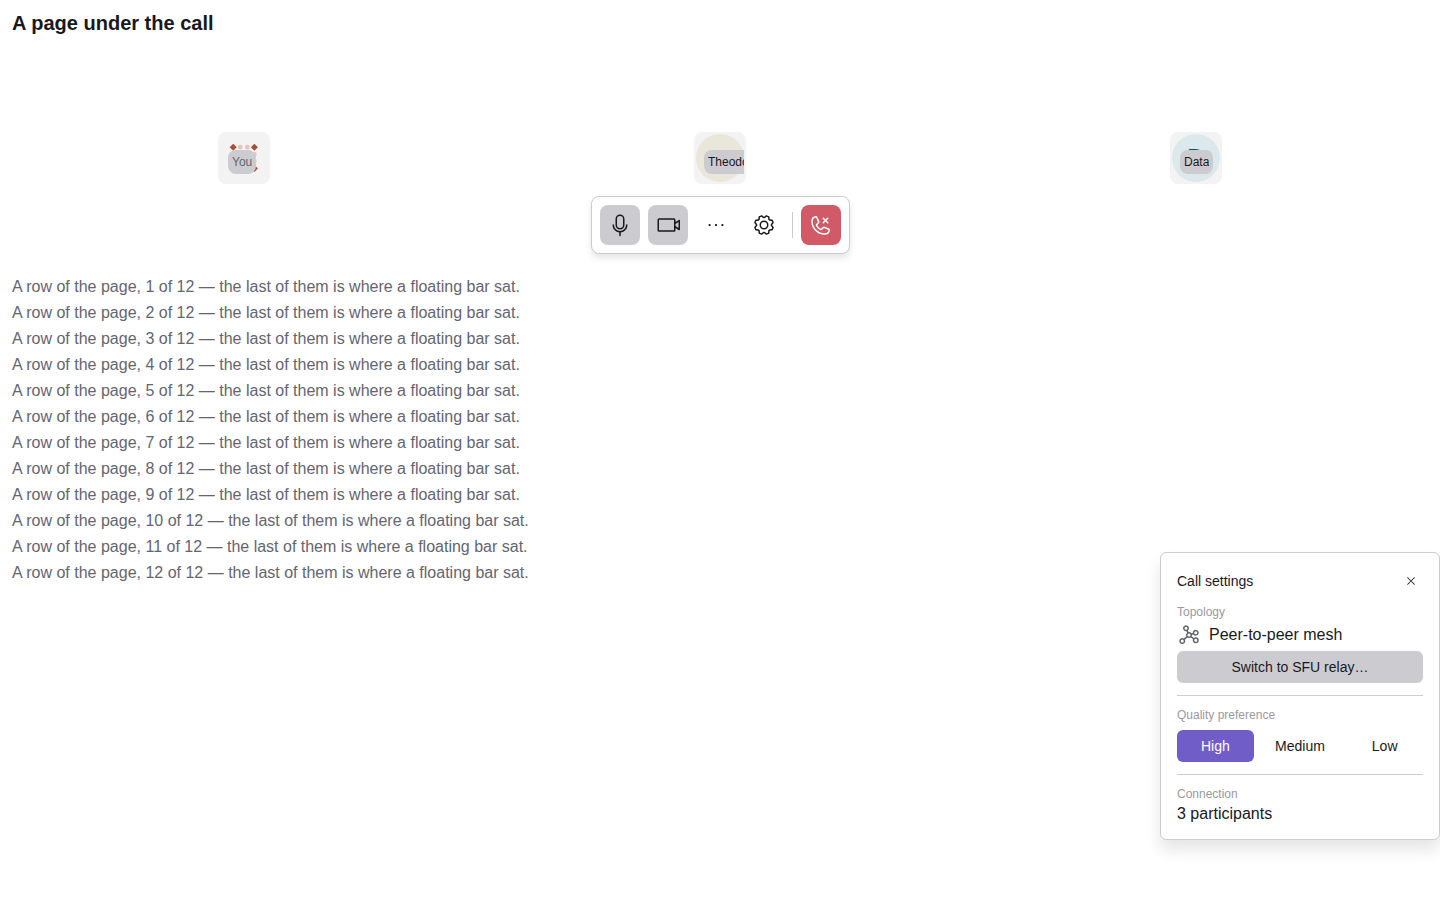 A page under the call
You
Theodo
Data
A row of the page, 1 of 12 — the last of them is where a floating bar sat.
A row of the page, 2 of 12 — the last of them is where a floating bar sat.
A row of the page, 3 of 12 — the last of them is where a floating bar sat.
A row of the page, 4 of 12 — the last of them is where a floating bar sat.
A row of the page, 5 of 12 — the last of them is where a floating bar sat.
A row of the page, 6 of 12 — the last of them is where a floating bar sat.
A row of the page, 7 of 12 — the last of them is where a floating bar sat.
A row of the page, 8 of 12 — the last of them is where a floating bar sat.
A row of the page, 9 of 12 — the last of them is where a floating bar sat.
A row of the page, 10 of 12 — the last of them is where a floating bar sat.
A row of the page, 11 of 12 — the last of them is where a floating bar sat.
A row of the page, 12 of 12 — the last of them is where a floating bar sat.
Call settings
Topology
Peer-to-peer mesh
Switch to SFU relay…
Quality preference
High Medium Low
Connection
3 participants